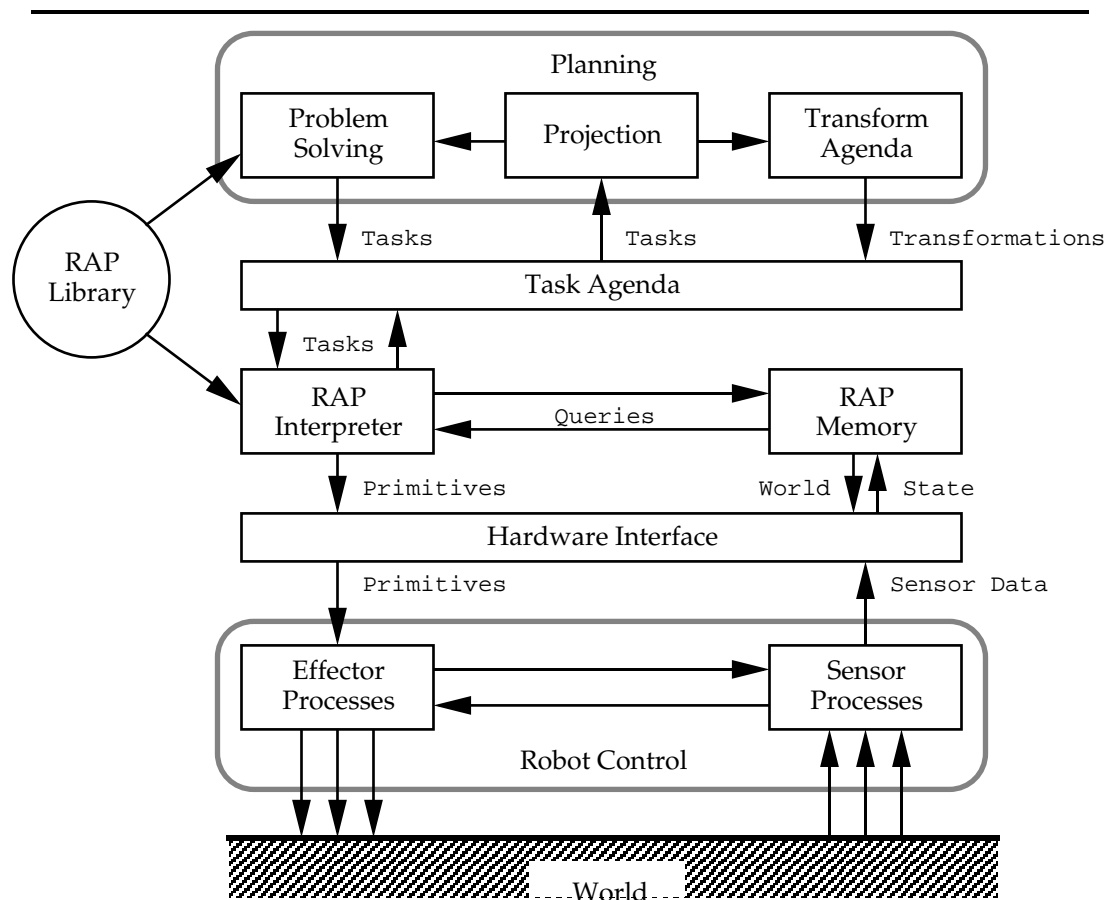 Planning
Problem
Solving
Projection
Transform
Agenda
Tasks
Tasks
Transformations
RAP
Library
Task Agenda
Tasks
RAP
Interpreter
Queries
RAP
Memory
Primitives
World
State
Hardware Interface
Primitives
Sensor Data
Effector
Processes
Sensor
Processes
Robot Control
World